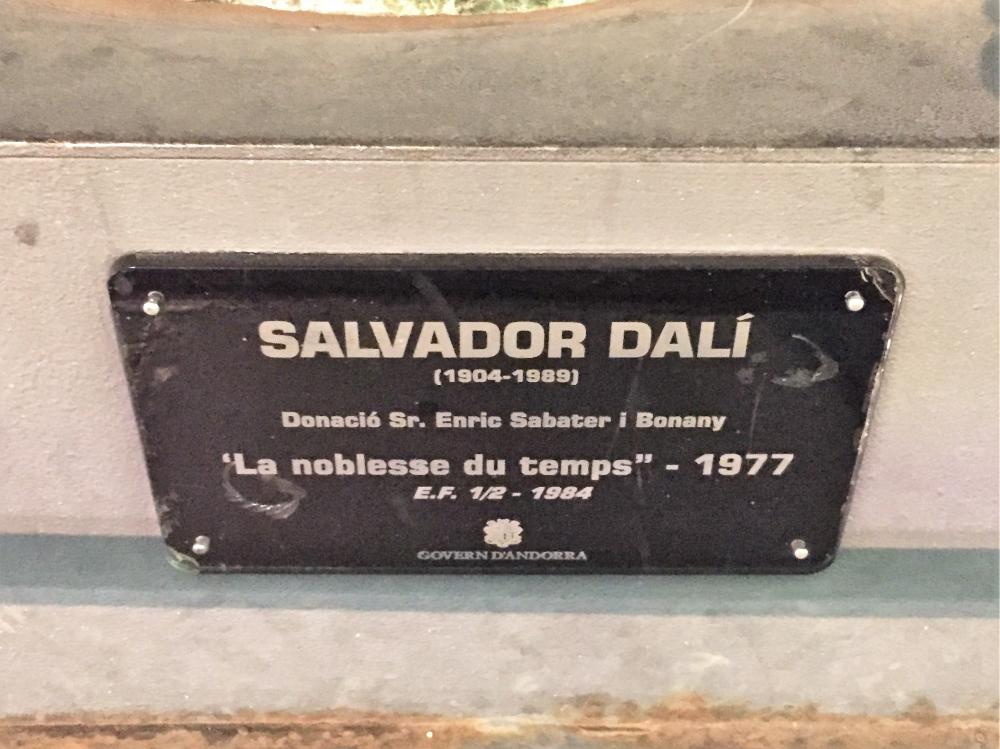 SALVADOR DALÍ
(1904-1989)
Donació Sr. Enric Sabater i Bonany
“La noblesse du temps” - 1977
E.F. 1/2 - 1984
GOVERN D'ANDORRA